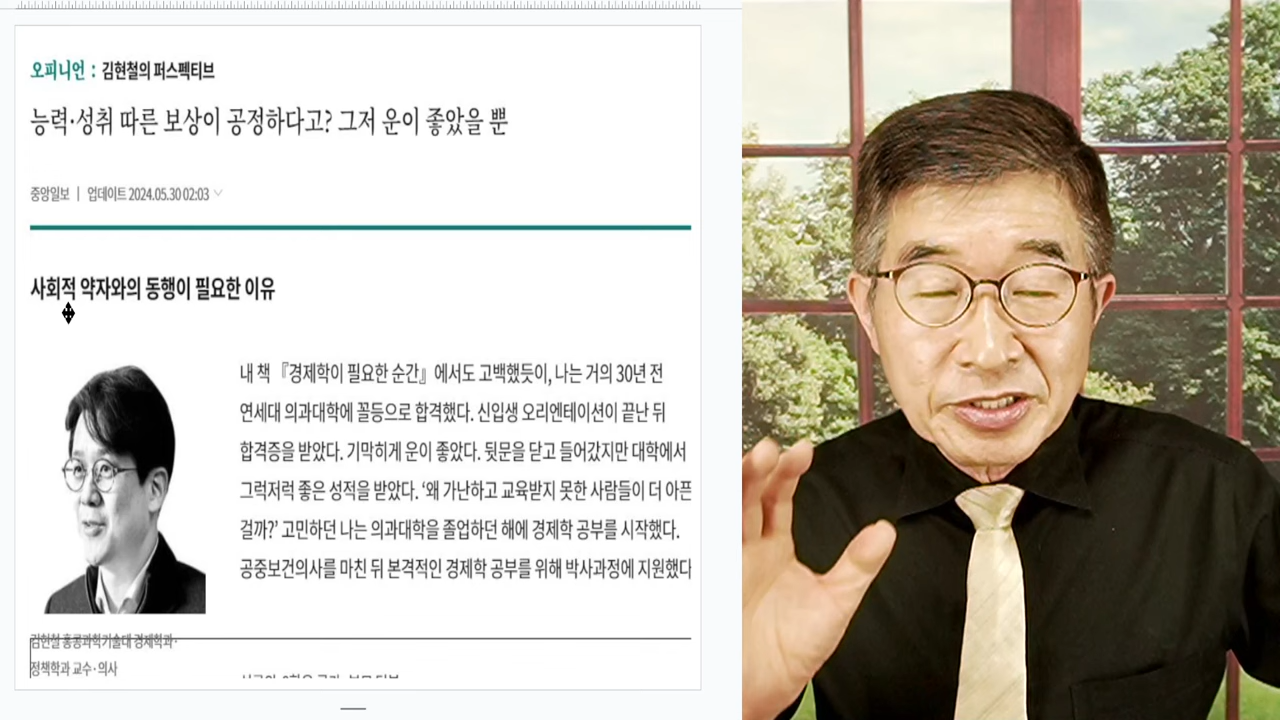 오피니언 : 김현철의 퍼스펙티브
능력·성취 따른 보상이 공정하다고? 그저 운이 좋았을 뿐
중앙일보 | 업데이트 2024.05.30 02:03
사회적 약자와의 동행이 필요한 이유
내 책 『경제학이 필요한 순간』에서도 고백했듯이, 나는 거의 30년 전
연세대 의과대학에 꼴등으로 합격했다. 신입생 오리엔테이션이 끝난 뒤
합격증을 받았다. 기막히게 운이 좋았다. 뒷문을 닫고 들어갔지만 대학에서
그럭저럭 좋은 성적을 받았다. ‘왜 가난하고 교육받지 못한 사람들이 더 아픈
걸까?’ 고민하던 나는 의과대학을 졸업하던 해에 경제학 공부를 시작했다.
공중보건의사를 마친 뒤 본격적인 경제학 공부를 위해 박사과정에 지원했다
김현철 홍콩과학기술대 경제학과·
정책학과 교수·의사